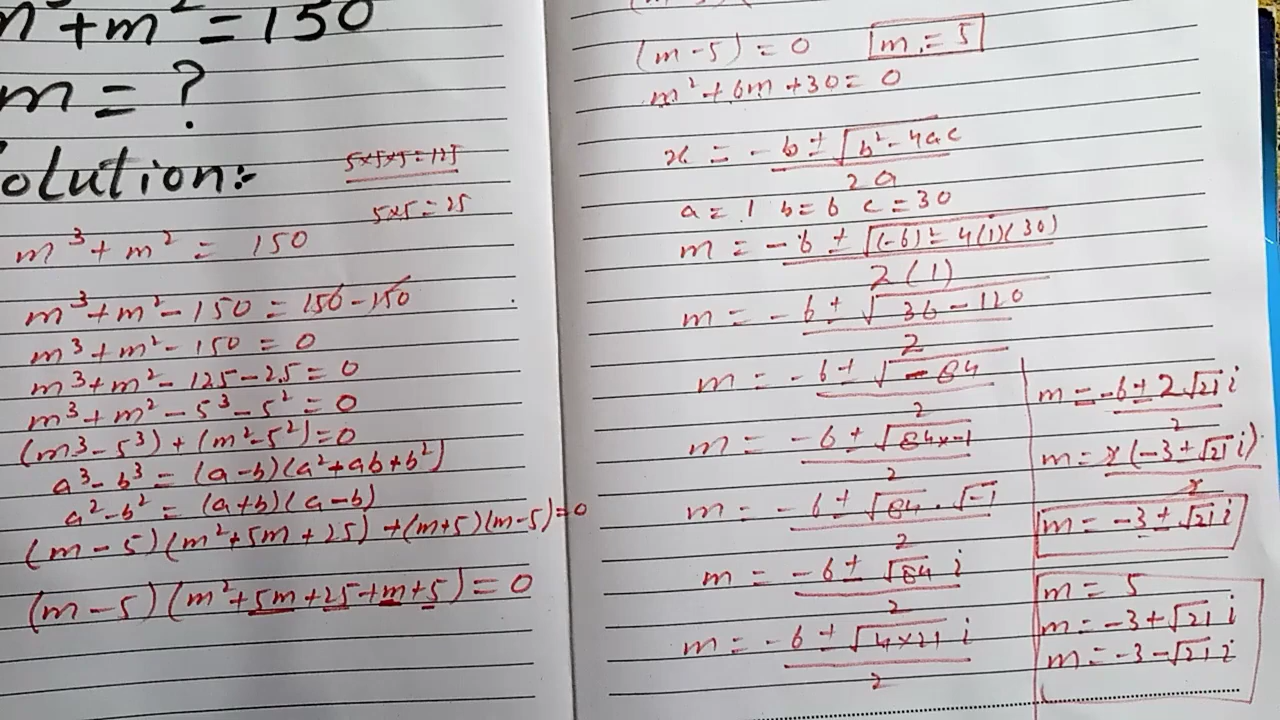 m³ + m² = 150
m = ?
olution:-
5×5×5=125
5×5 = 25
m³ + m² = 150
m³ + m² - 150 = 150 - 150
m³ + m² - 150 = 0
m³ + m² - 125 - 25 = 0
m³ + m² - 5³ - 5² = 0
(m³ - 5³) + (m² - 5²) = 0
a³ - b³ = (a-b)(a² + ab + b²)
a² - b² = (a+b)(a-b)
(m-5)(m² + 5m + 25) + (m+5)(m-5) = 0
(m-5)(m² + 5m + 25 + m + 5) = 0
(m-5) = 0 m = 5
m² + 6m + 30 = 0
x = -b ± √b² - 4ac
2a
a = 1 b = 6 c = 30
m = -6 ± √(-6)² - 4(1)(30)
2(1)
m = -6 ± √36 - 120
2
m = -6 ± √-84
2
m = -6 ± √84×-1
2
m = -6 ± √84 . √-1
2
m = -6 ± √84 i
2
m = -6 ± √4×21 i
2
m = -6 ± 2√21 i
2
m = 2(-3 ± √21 i)
2
m = -3 ± √21 i
m = 5
m = -3 + √21 i
m = -3 - √21 i